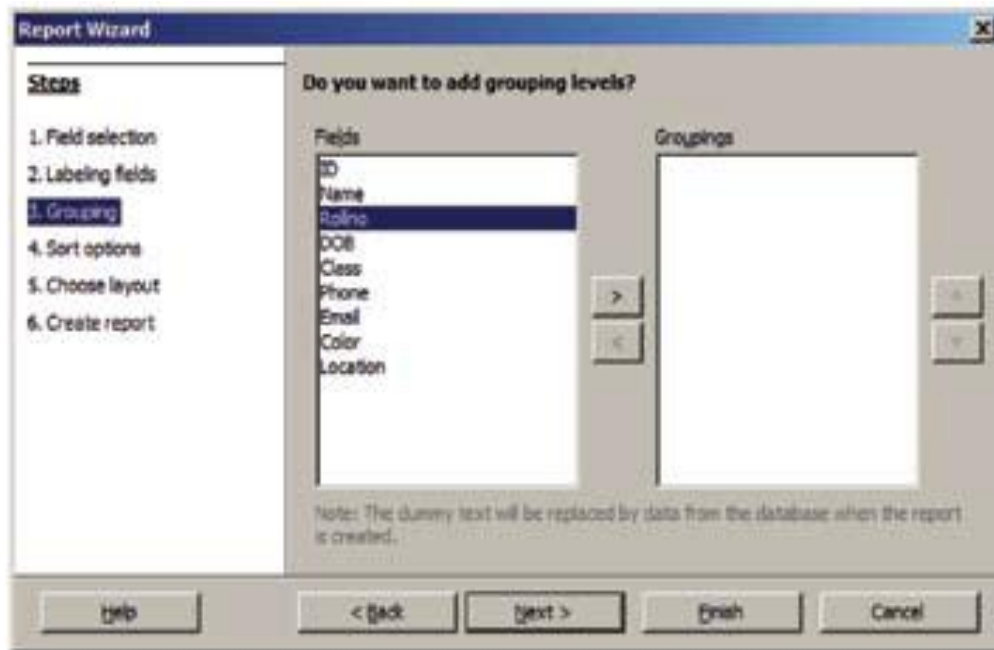 Report Wizard
Steps
1. Field selection
2. Labeling fields
3. Grouping
4. Sort options
5. Choose layout
6. Create report
Do you want to add grouping levels?
Fields
ID
Name
Rollno
DOB
Class
Phone
Email
Color
Location
Groupings
>
<
Note: The dummy text will be replaced by data from the database when the report
is created.
Help
< Back
Next >
Finish
Cancel